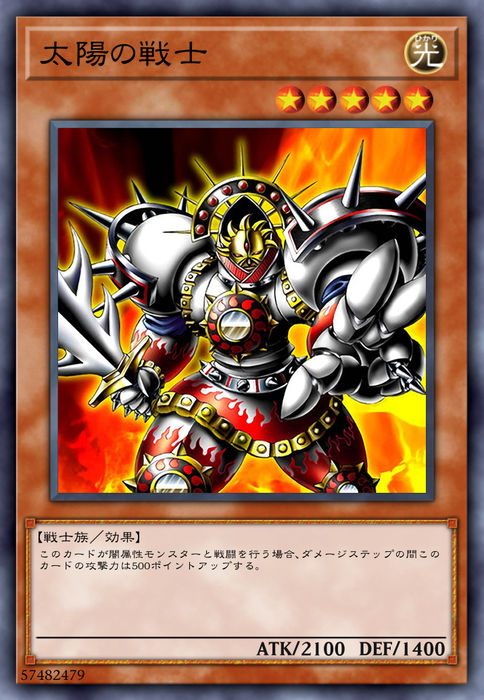 太陽の戦士
ひかり
光
【戦士族／効果】
このカードが闇属性モンスターと戦闘を行う場合、ダメージステップの間この
カードの攻撃力は500ポイントアップする。
ATK/2100 DEF/1400
57482479